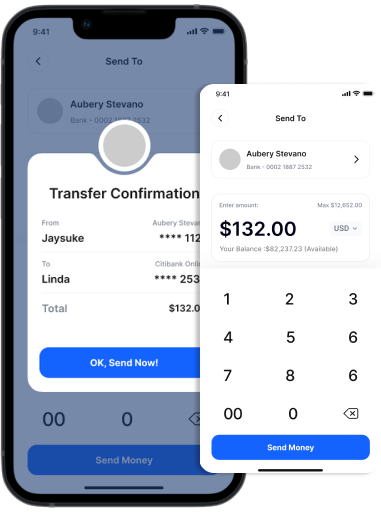 9:41
Send To
Aubery Stevano
Bank - 0002 1887 2532
Transfer Confirmation
From
Aubery
Jaysuke
**** 112
To
Citibank
Linda
**** 253
Total
$132.0
OK, Send Now!
00 0
Send Money
9:41
Send To
Aubery Stevano
Bank - 0002 1887 2532
Enter amount:
Max $12,652.00
$132.00
USD
Your Balance :$82,237.23 (Available)
1 2 3
4 5 6
7 8 6
00 0
Send Money